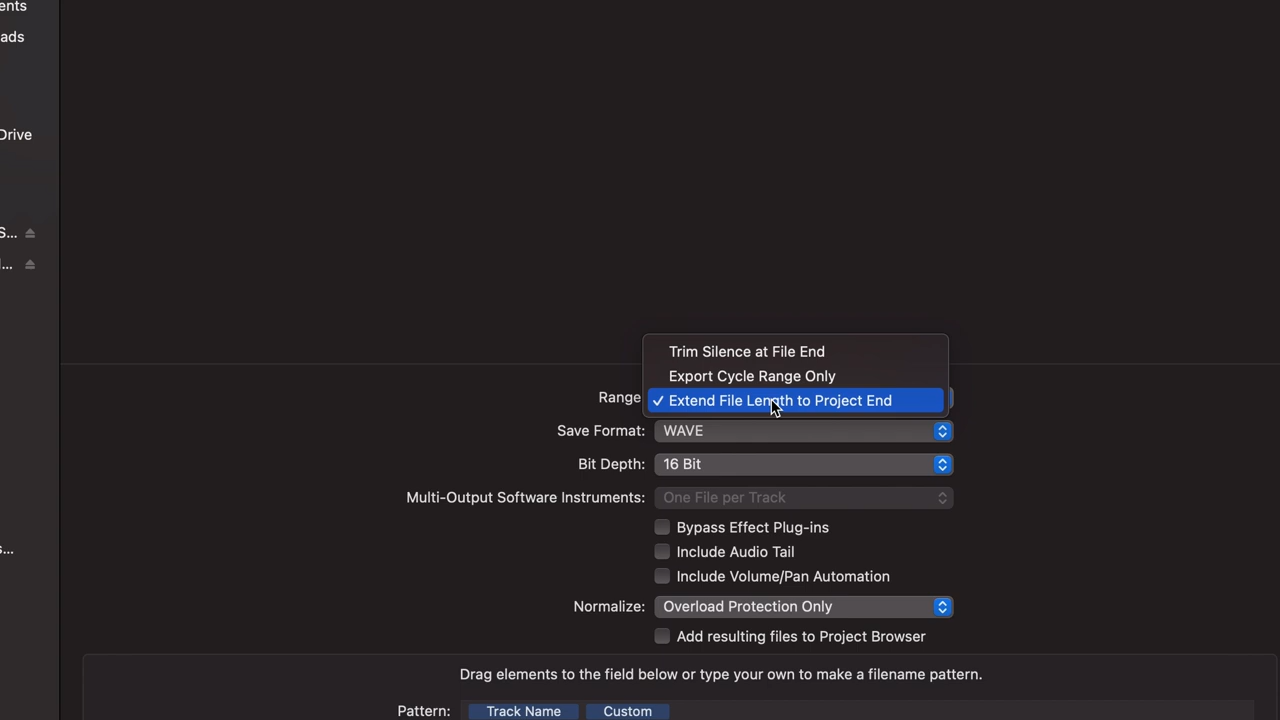 ents
ads
Drive
S...
...
s...
Trim Silence at File End
Export Cycle Range Only
Range
✓ Extend File Length to Project End
Save Format: WAVE
Bit Depth: 16 Bit
Multi-Output Software Instruments: One File per Track
Bypass Effect Plug-ins
Include Audio Tail
Include Volume/Pan Automation
Normalize: Overload Protection Only
Add resulting files to Project Browser
Drag elements to the field below or type your own to make a filename pattern.
Pattern: Track Name Custom